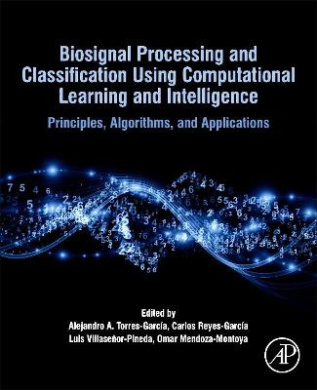 Biosignal Processing and
Classification Using Computational
Learning and Intelligence
Principles, Algorithms, and Applications
Edited by
Alejandro A. Torres-García, Carlos Reyes-García
Luis Villaseñor-Pineda, Omar Mendoza-Montoya
AP